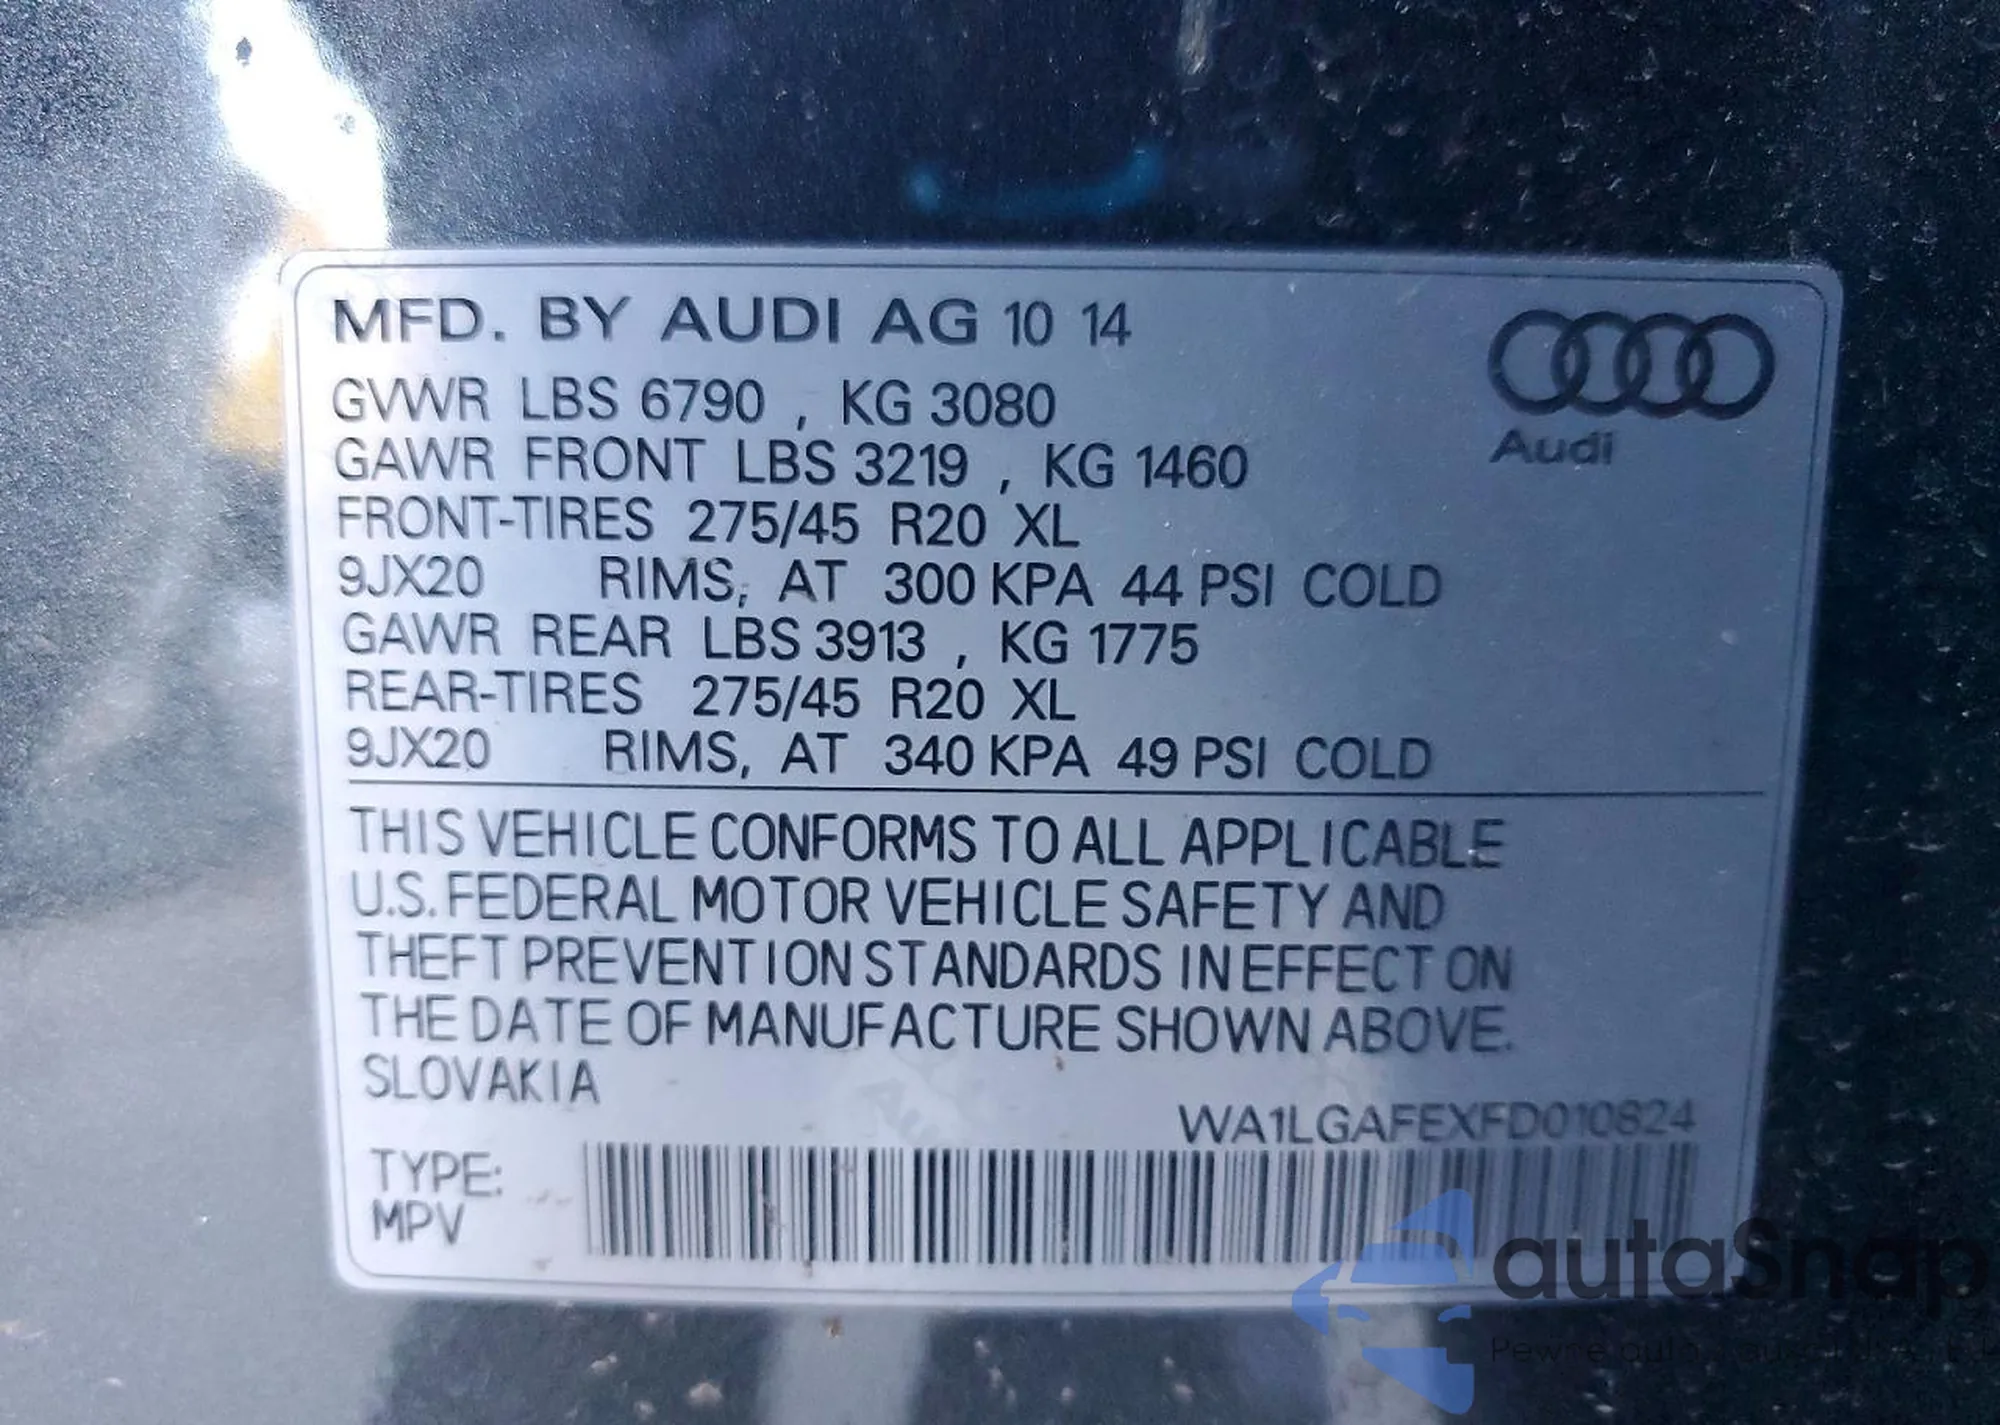 MFD. BY AUDI AG 10 14
GVWR LBS 6790 , KG 3080
GAWR FRONT LBS 3219 , KG 1460
FRONT-TIRES 275/45 R20 XL
9JX20 RIMS, AT 300 KPA 44 PSI COLD
GAWR REAR LBS 3913 , KG 1775
REAR-TIRES 275/45 R20 XL
9JX20 RIMS, AT 340 KPA 49 PSI COLD
Audi
THIS VEHICLE CONFORMS TO ALL APPLICABLE
U.S. FEDERAL MOTOR VEHICLE SAFETY AND
THEFT PREVENTION STANDARDS IN EFFECT ON
THE DATE OF MANUFACTURE SHOWN ABOVE.
SLOVAKIA
WA1LGAFEXFD010824
TYPE:
MPV
autaSnap
Pewne auta